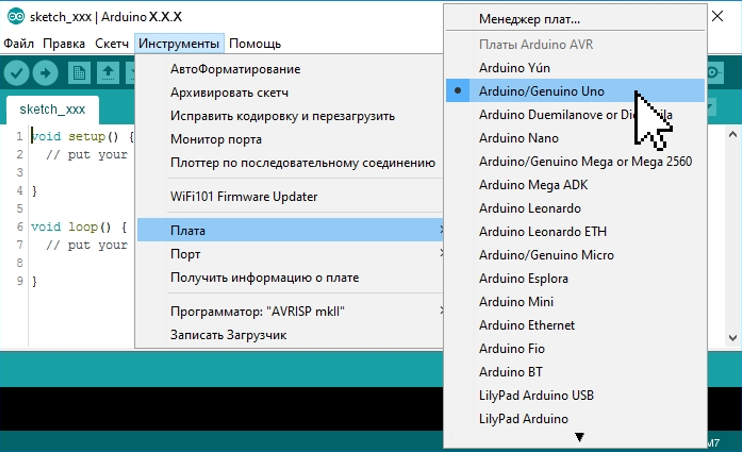 sketch_xxx | Arduino X.X.X
Файл Правка Скетч Инструменты Помощь
sketch_xxx
1 void setup() {
2 // put your
3
4 }
5
6 void loop() {
7 // put your
8
9 }
АвтоФорматирование
Архивировать скетч
Исправить кодировку и перезагрузить
Монитор порта
Плоттер по последовательному соединению
WiFi101 Firmware Updater
Плата
Порт
Получить информацию о плате
Программатор: "AVRISP mkII"
Записать Загрузчик
Менеджер плат...
Платы Arduino AVR
Arduino Yún
Arduino/Genuino Uno
Arduino Duemilanove or
Arduino Nano
Arduino/Genuino Mega or Mega 2560
Arduino Mega ADK
Arduino Leonardo
Arduino Leonardo ETH
Arduino/Genuino Micro
Arduino Esplora
Arduino Mini
Arduino Ethernet
Arduino Fio
Arduino BT
LilyPad Arduino USB
LilyPad Arduino